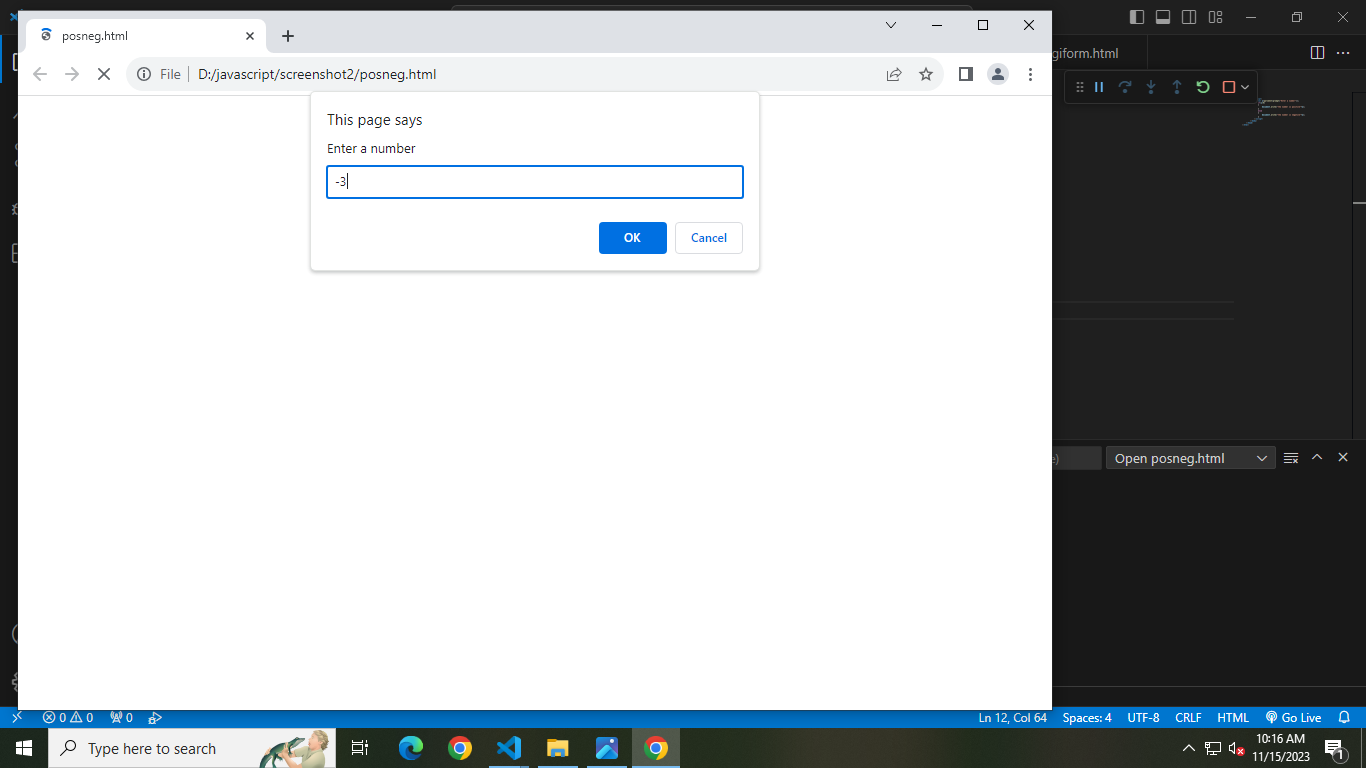 posneg.html
giform.html
File
D:/javascript/screenshot2/posneg.html
This page says
Enter a number
-3
OK
Cancel
Open posneg.html
0 0 0
Ln 12, Col 64
Spaces: 4
UTF-8
CRLF
HTML
Go Live
Type here to search
10:16 AM
11/15/2023
1